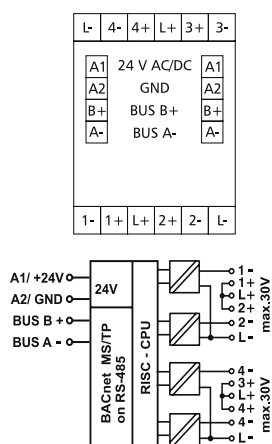 L- 4- 4+ L+ 3+ 3-
A1 24 V AC/DC A1
A2 GND A2
B+ BUS B+ B+
A- BUS A- A-
1- 1+ L+ 2+ 2- L-
A1/ +24V
A2/ GND
BUS B +
BUS A -
24V
BACnet MS/TP
on RS-485
RISC - CPU
1 -
1+
L+
2+
2 -
L -
max.30V
4 -
3+
L+
4+
4 -
L -
max.30V